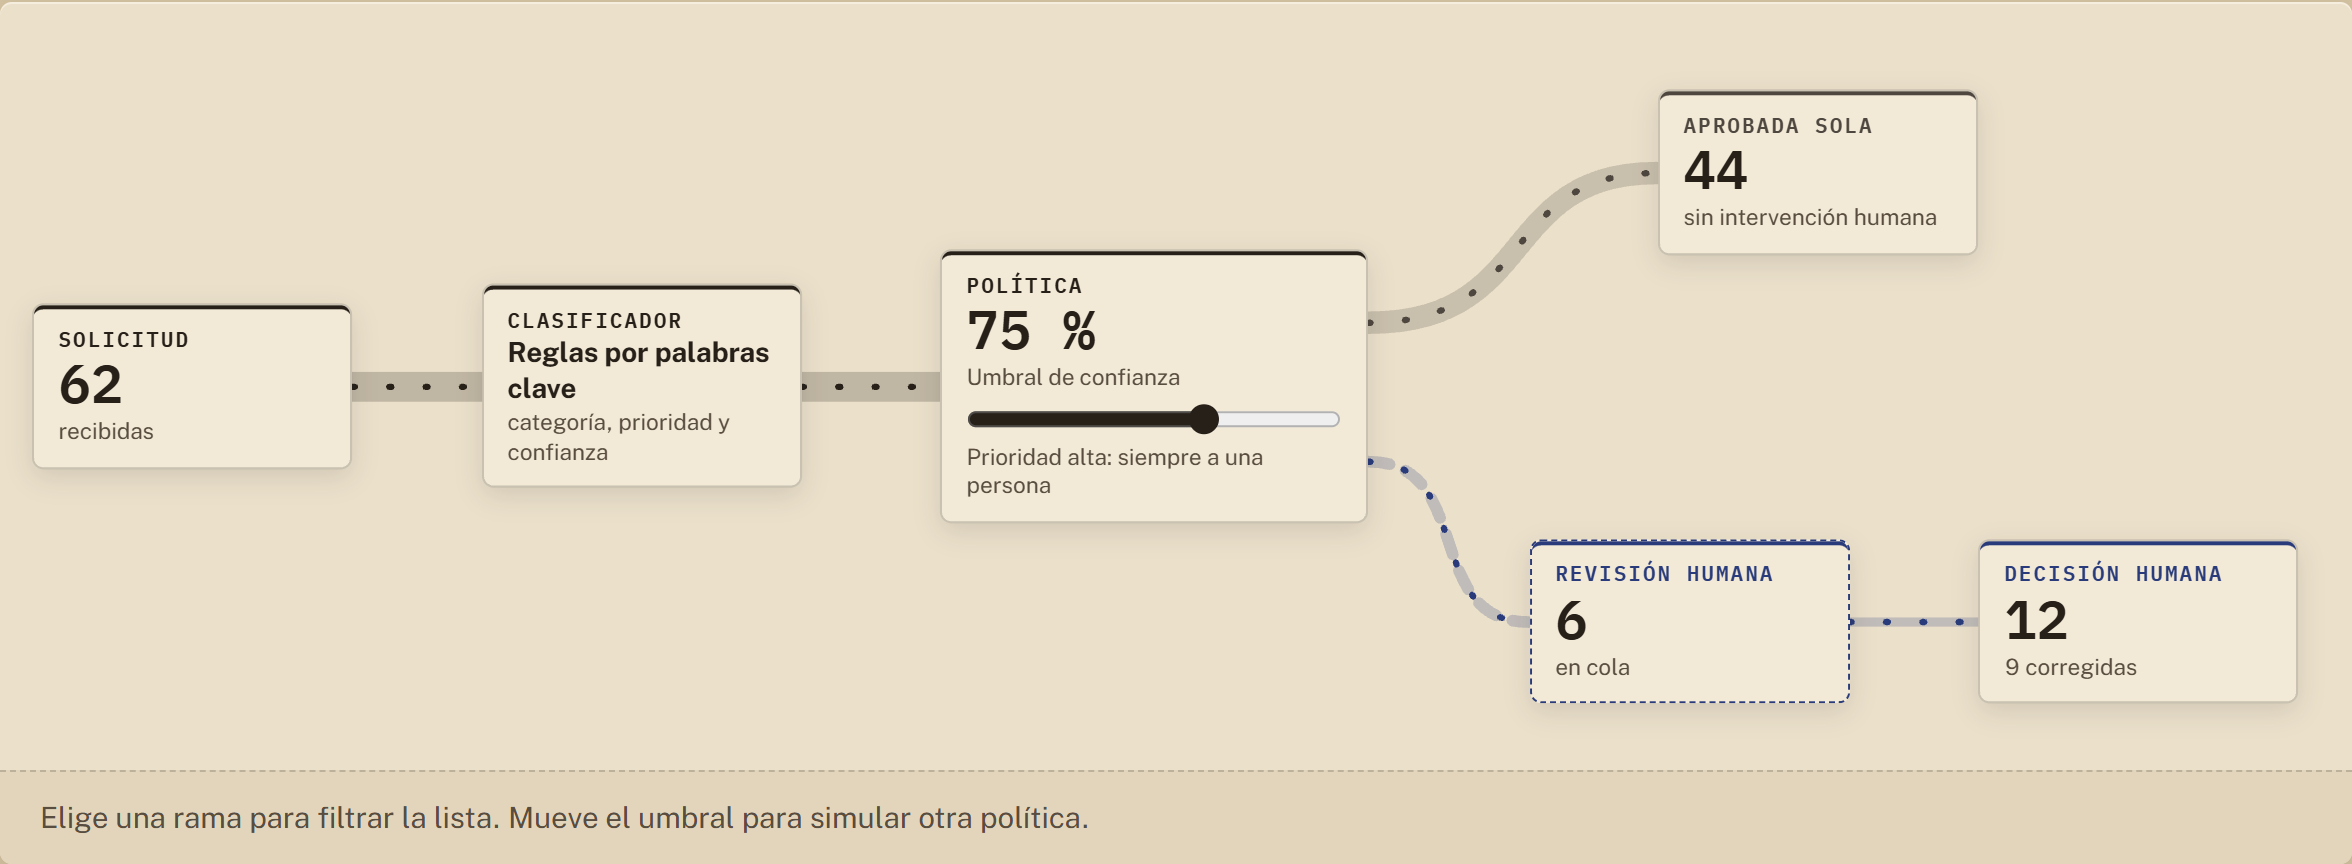 SOLICITUD
62
recibidas
CLASIFICADOR
Reglas por palabras
clave
categoría, prioridad y
confianza
POLÍTICA
75 %
Umbral de confianza
Prioridad alta: siempre a una
persona
APROBADA SOLA
44
sin intervención humana
REVISIÓN HUMANA
6
en cola
DECISIÓN HUMANA
12
9 corregidas
Elige una rama para filtrar la lista. Mueve el umbral para simular otra política.